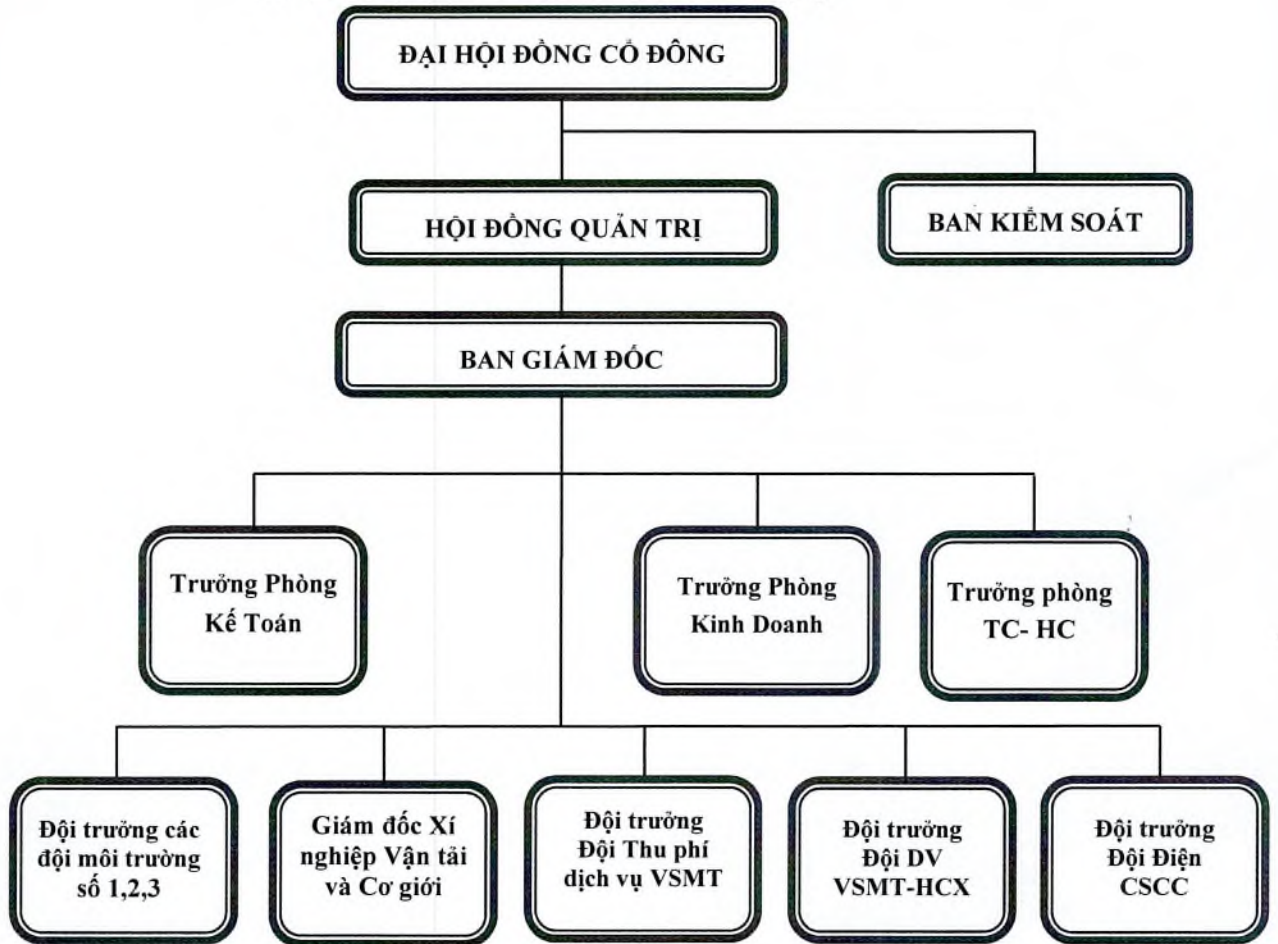 ĐẠI HỘI ĐỒNG CỔ ĐÔNG
HỘI ĐỒNG QUẢN TRỊ
BAN KIỂM SOÁT
BAN GIÁM ĐỐC
Trưởng Phòng
Kế Toán
Trưởng Phòng
Kinh Doanh
Trưởng phòng
TC- HC
Đội trưởng các
đội môi trường
số 1,2,3
Giám đốc Xí
nghiệp Vận tải
và Cơ giới
Đội trưởng
Đội Thu phí
dịch vụ VSMT
Đội trưởng
Đội DV
VSMT-HCX
Đội trưởng
Đội Điện
CSCC